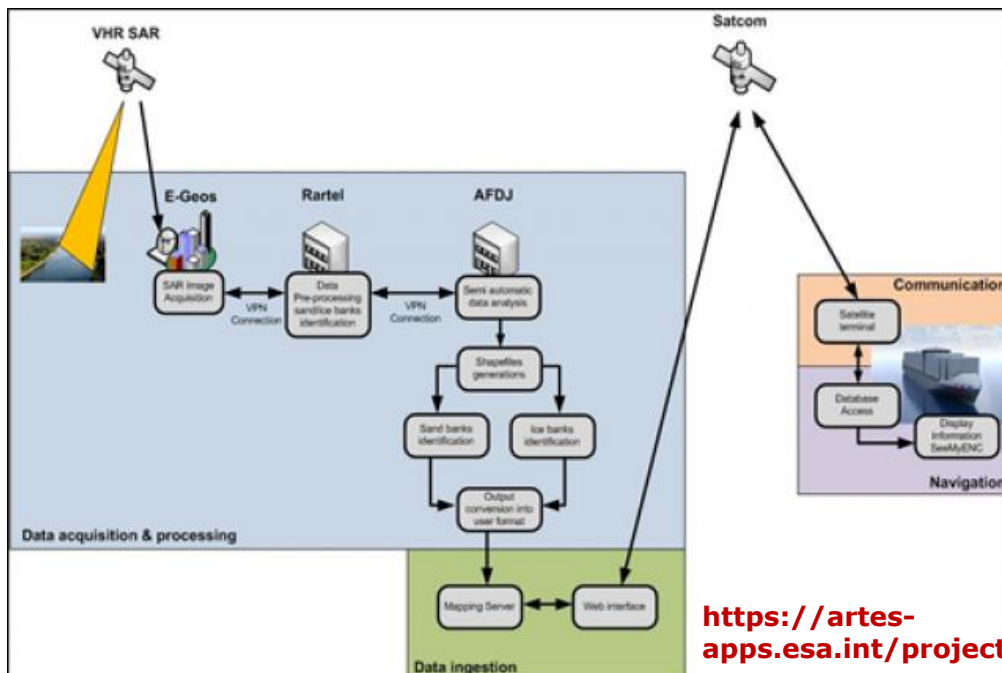 VHR SAR
Satcom
E-Geos
Rartel
AFDJ
SAR Image
Acquisition
VPN
Connection
Data
Pre-processing
sand/ice banks
identification
VPN
Connection
Semi automatic
data analysis
Shapefiles
generations
Sand banks
identification
Ice banks
identification
Output
conversion into
user format
Data acquisition & processing
Mapping Server
Web interface
Data ingestion
Communication
Satellite
terminal
Database
Access
Display
Information
SeeMyENC
Navigation
https://artes-
apps.esa.int/project